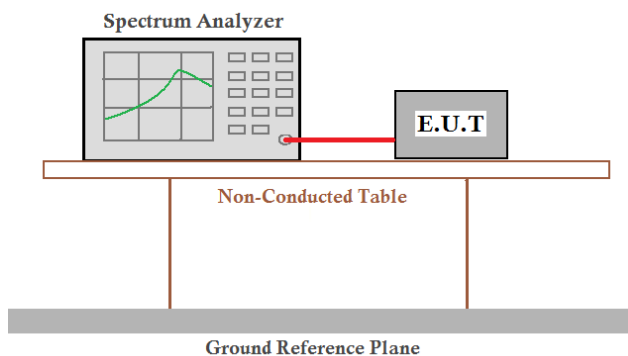 Spectrum Analyzer
E.U.T
Non-Conducted Table
Ground Reference Plane